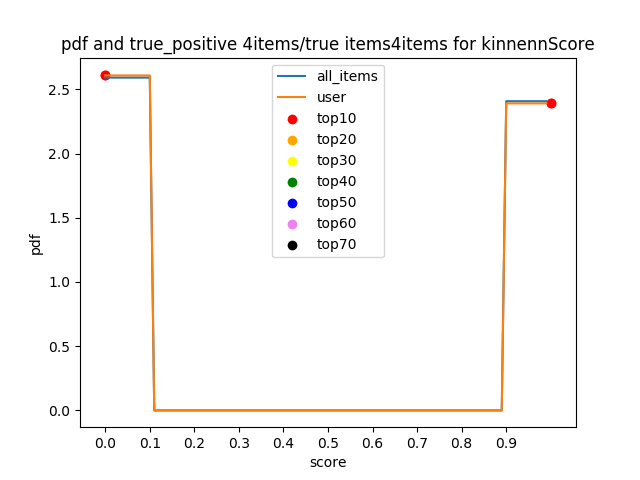 pdf and true_positive 4items/true items4items for kinnennScore
all_items
user
top10
top20
top30
top40
top50
top60
top70
pdf
2.5
2.0
1.5
1.0
0.5
0.0
0.0 0.1 0.2 0.3 0.4 0.5 0.6 0.7 0.8 0.9
score